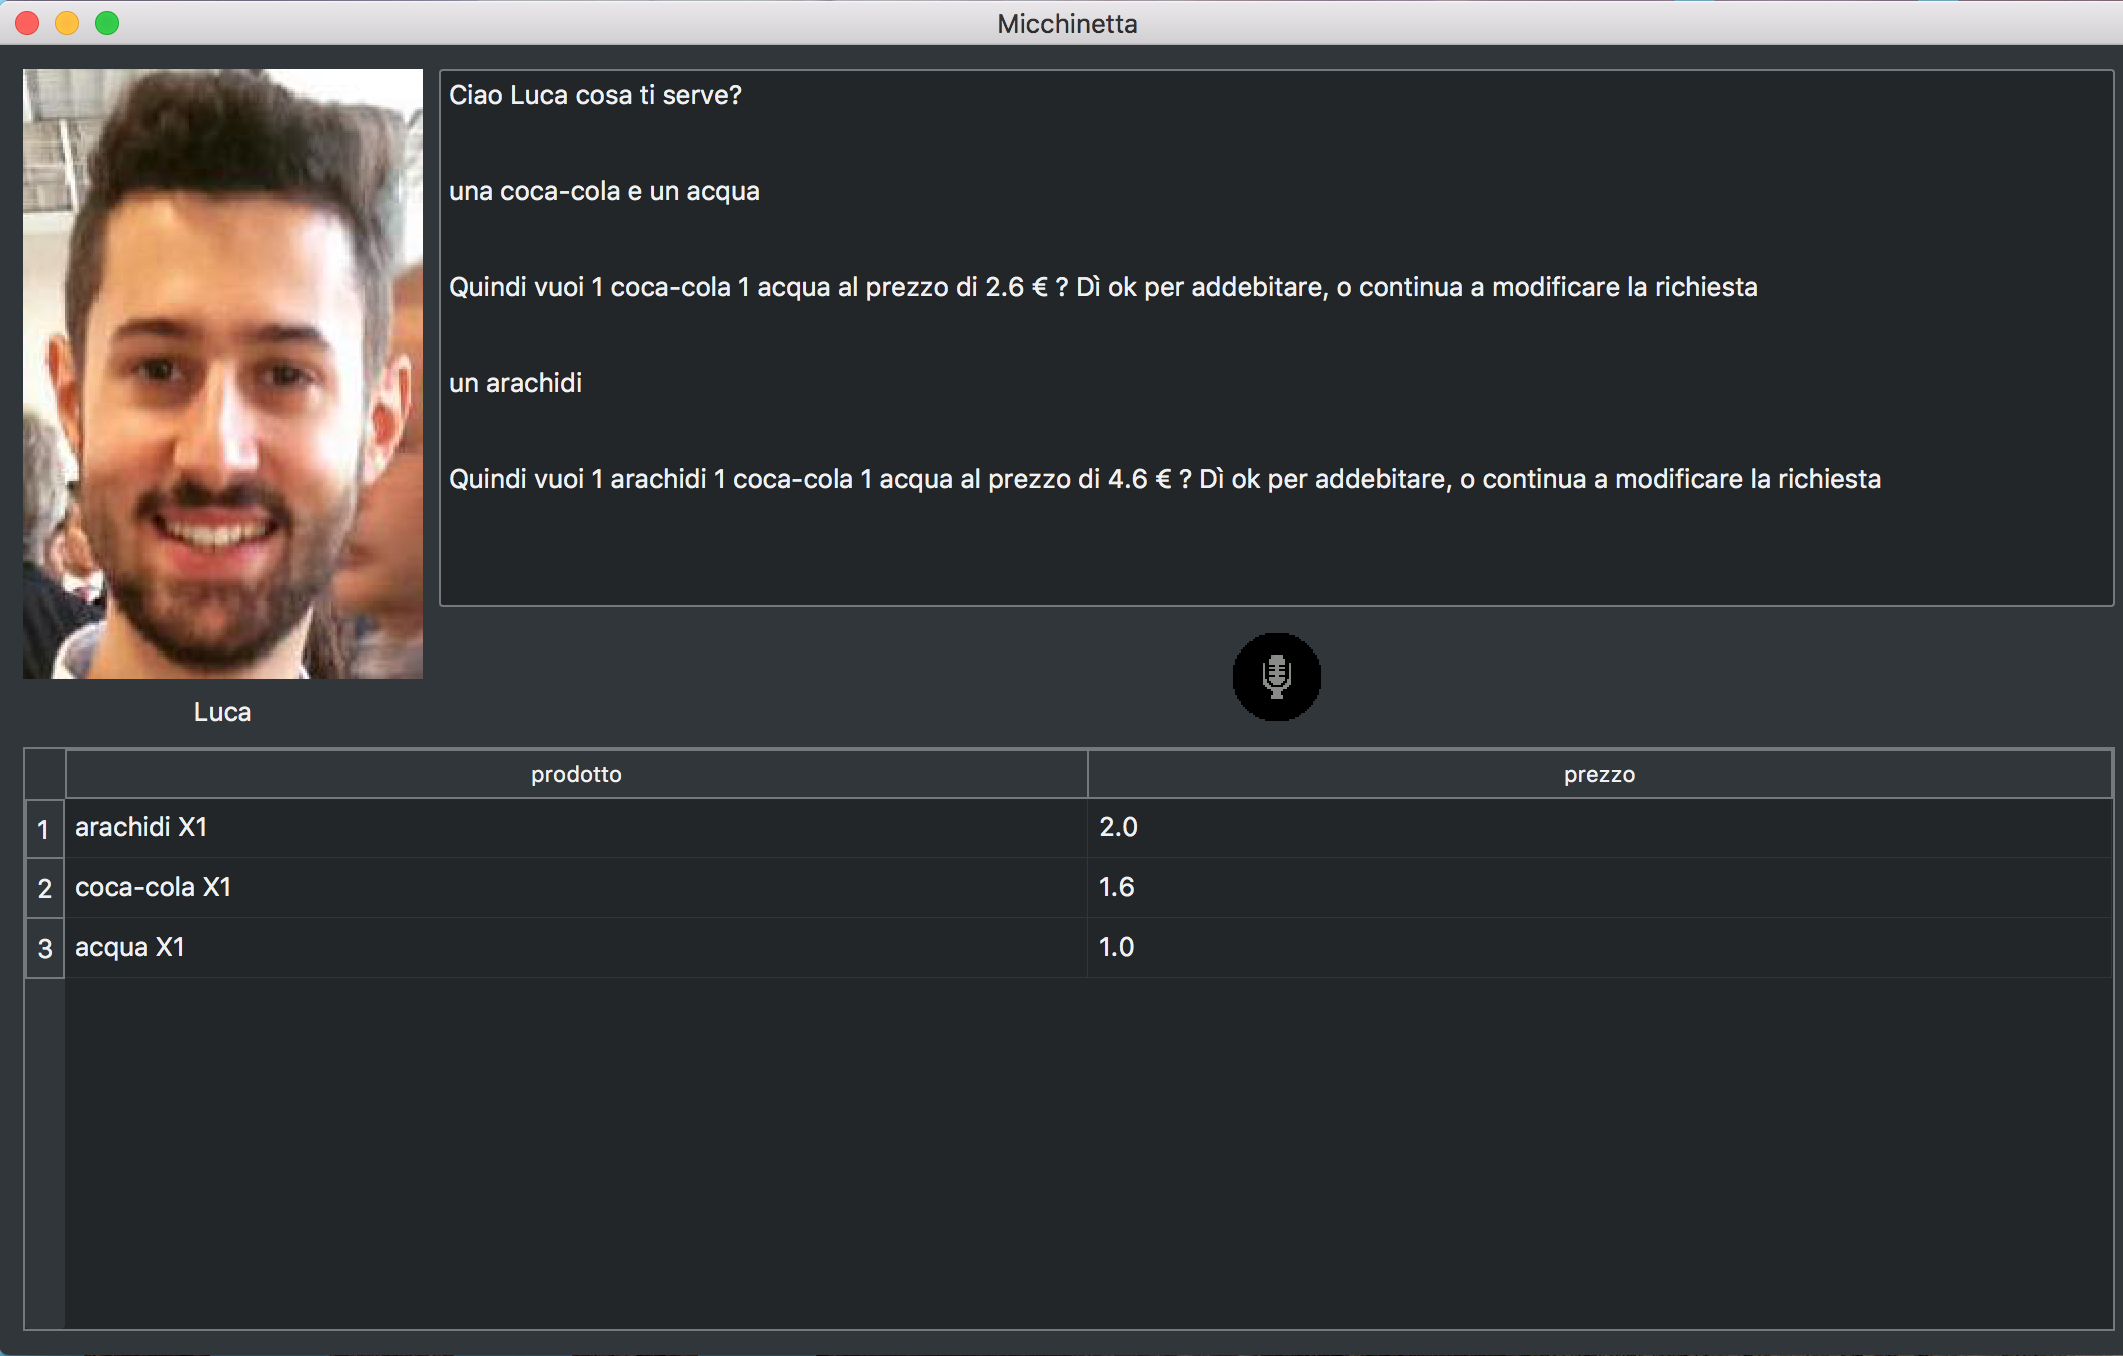 Micchinetta
Ciao Luca cosa ti serve?
una coca-cola e un acqua
Quindi vuoi 1 coca-cola 1 acqua al prezzo di 2.6 € ? Dì ok per addebitare, o continua a modificare la richiesta
un arachidi
Quindi vuoi 1 arachidi 1 coca-cola 1 acqua al prezzo di 4.6 € ? Dì ok per addebitare, o continua a modificare la richiesta
Luca
prodotto prezzo
1 arachidi X1 2.0
2 coca-cola X1 1.6
3 acqua X1 1.0